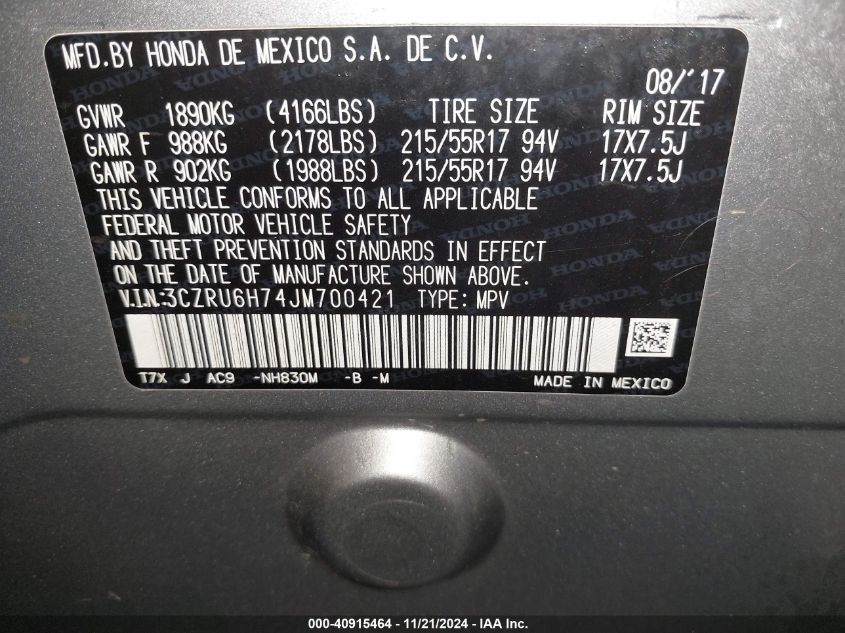 MFD.BY HONDA DE MEXICO S.A. DE C.V.
08/'17
GVWR 1890KG (4166LBS) TIRE SIZE RIM SIZE
GAWR F 988KG (2178LBS) 215/55R17 94V 17X7.5J
GAWR R 902KG (1988LBS) 215/55R17 94V 17X7.5J
THIS VEHICLE CONFORMS TO ALL APPLICABLE
FEDERAL MOTOR VEHICLE SAFETY
AND THEFT PREVENTION STANDARDS IN EFFECT
ON THE DATE OF MANUFACTURE SHOWN ABOVE.
V.I.N.:3CZRU6H74JM700421 TYPE: MPV
T7X J AC9 -NH830M -B -M MADE IN MEXICO
000-40915464 - 11/21/2024 - IAA Inc.